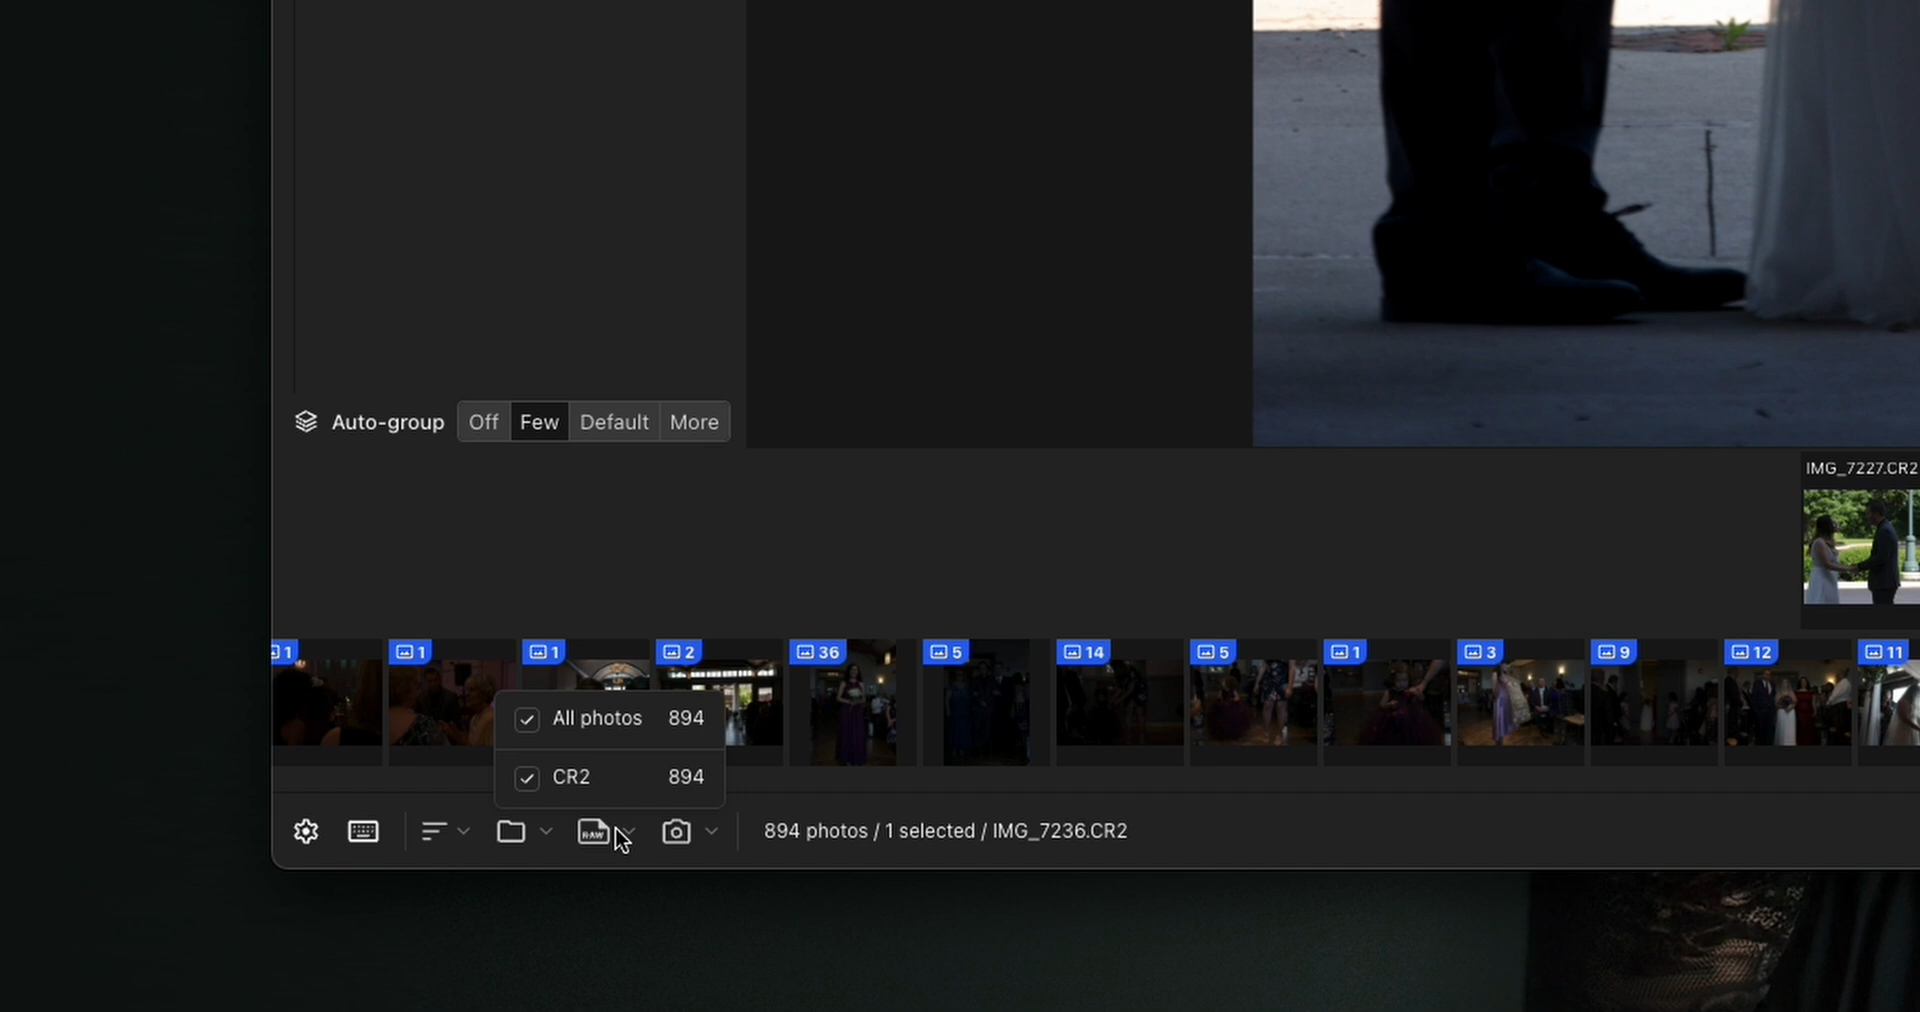 Auto-group Off Few Default More
IMG_7227.CR2
1 1 1 2 36 5 14 5 1 3 9 12 11
All photos 894
CR2 894
RAW
894 photos / 1 selected / IMG_7236.CR2